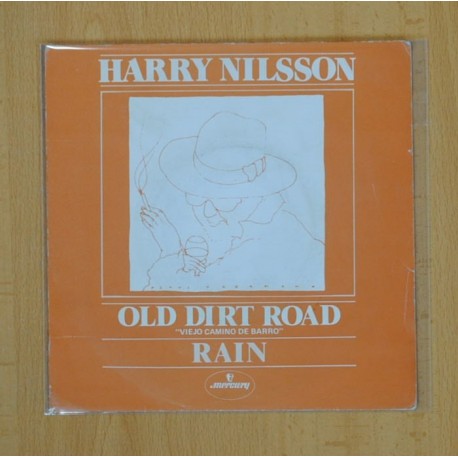 HARRY NILSSON
OLD DIRT ROAD
"VIEJO CAMINO DE BARRO"
RAIN
mercury